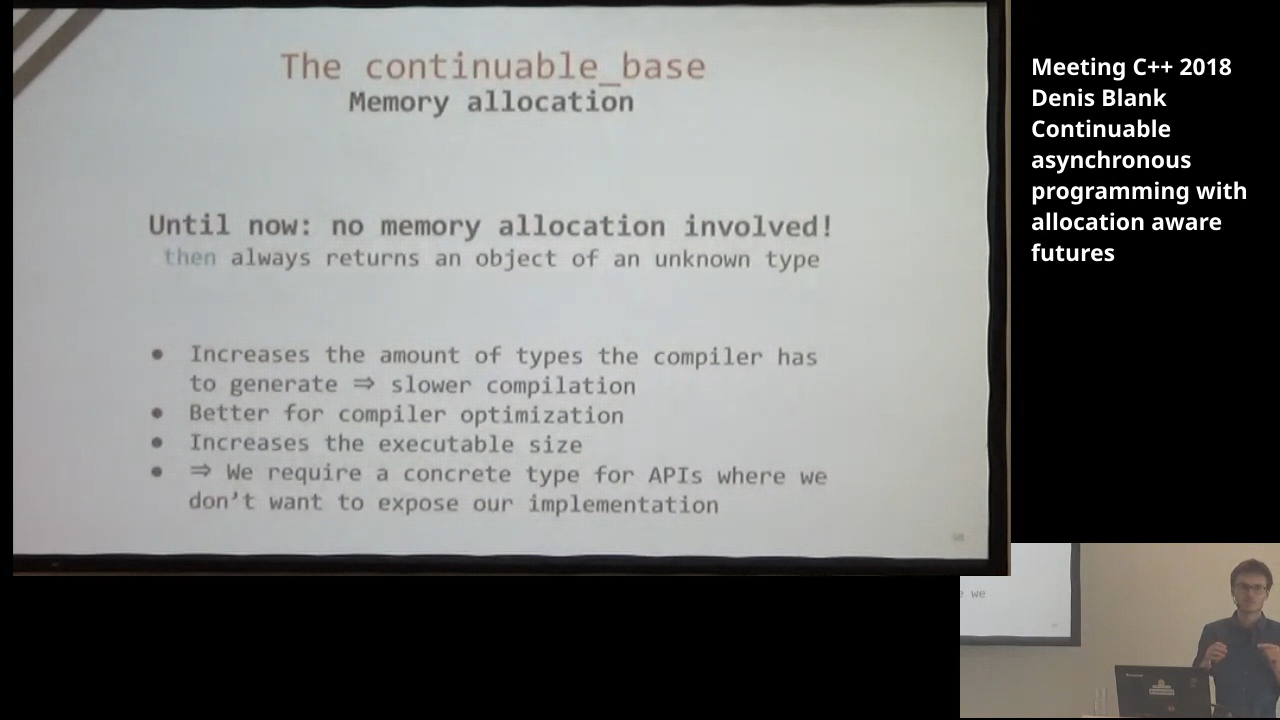 The continuable_base
Memory allocation
Until now: no memory allocation involved!
then always returns an object of an unknown type
● Increases the amount of types the compiler has
to generate ⇒ slower compilation
● Better for compiler optimization
● Increases the executable size
● ⇒ We require a concrete type for APIs where we
don't want to expose our implementation
Meeting C++ 2018
Denis Blank
Continuable
asynchronous
programming with
allocation aware
futures
e we